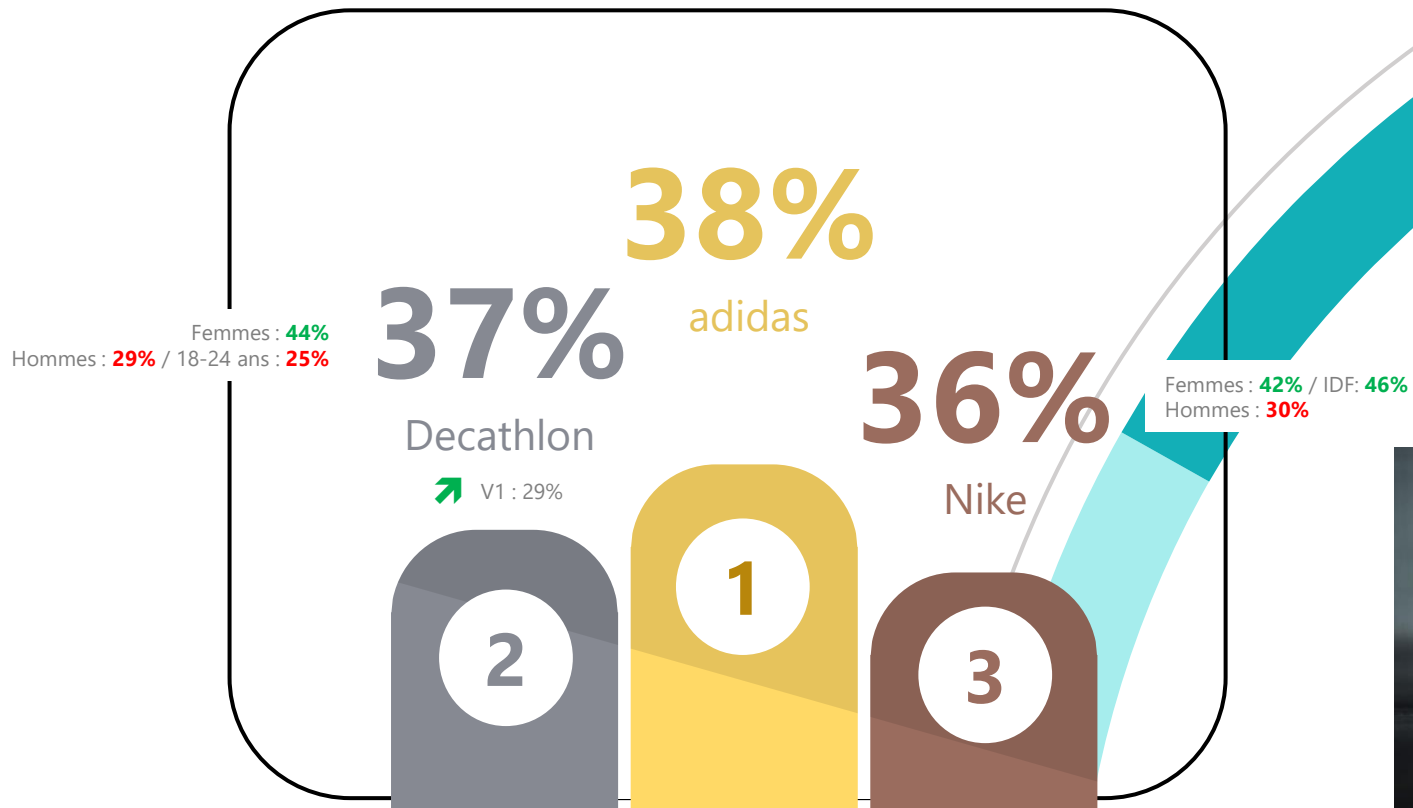 38%
adidas
37%
Decathlon
V1 : 29%
Femmes : 44%
Hommes : 29% / 18-24 ans : 25%
36%
Nike
Femmes : 42% / IDF: 46%
Hommes : 30%
2
1
3